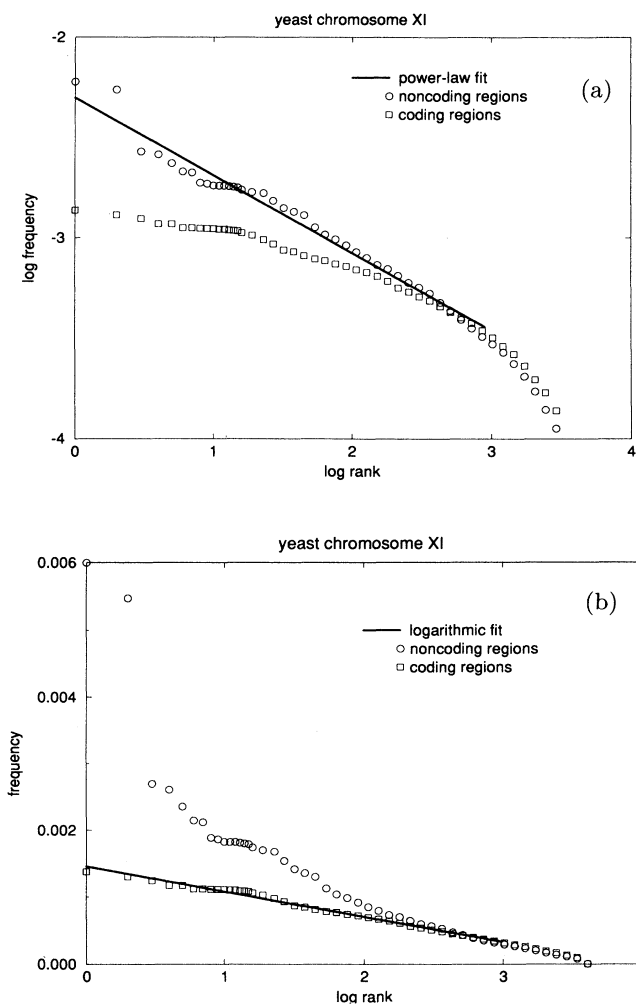 yeast chromosome XI
-2
power-law fit
(a)
noncoding regions
coding regions
log frequency
-3
-4
0
1
2
3
4
log rank
yeast chromosome XI
0.006
logarithmic fit
(b)
noncoding regions
coding regions
0.004
frequency
0.002
0.000
0
1
2
3
log rank